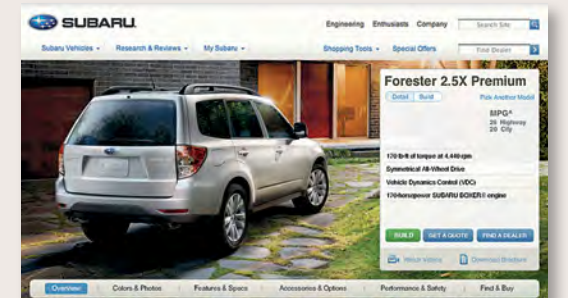 SUBARU.
Engineering Enthusiasts Company Search Site
Subaru Vehicles Research & Reviews My Subaru Shopping Tools Special Offers Find Dealer
Forester 2.5X Premium
Detail Build Pick Another Model
MPG*
Highway
20 City
170 lb-ft of torque at 4,400 rpm
Symmetrical All-Wheel Drive
Vehicle Dynamics Control (VDC)
170-horsepower SUBARU BOXER® engine
BUILD GET A QUOTE FIND A DEALER
Watch Videos Download Brochure
Overview Colors & Photos Features & Specs Accessories & Options Performance & Safety Find & Buy